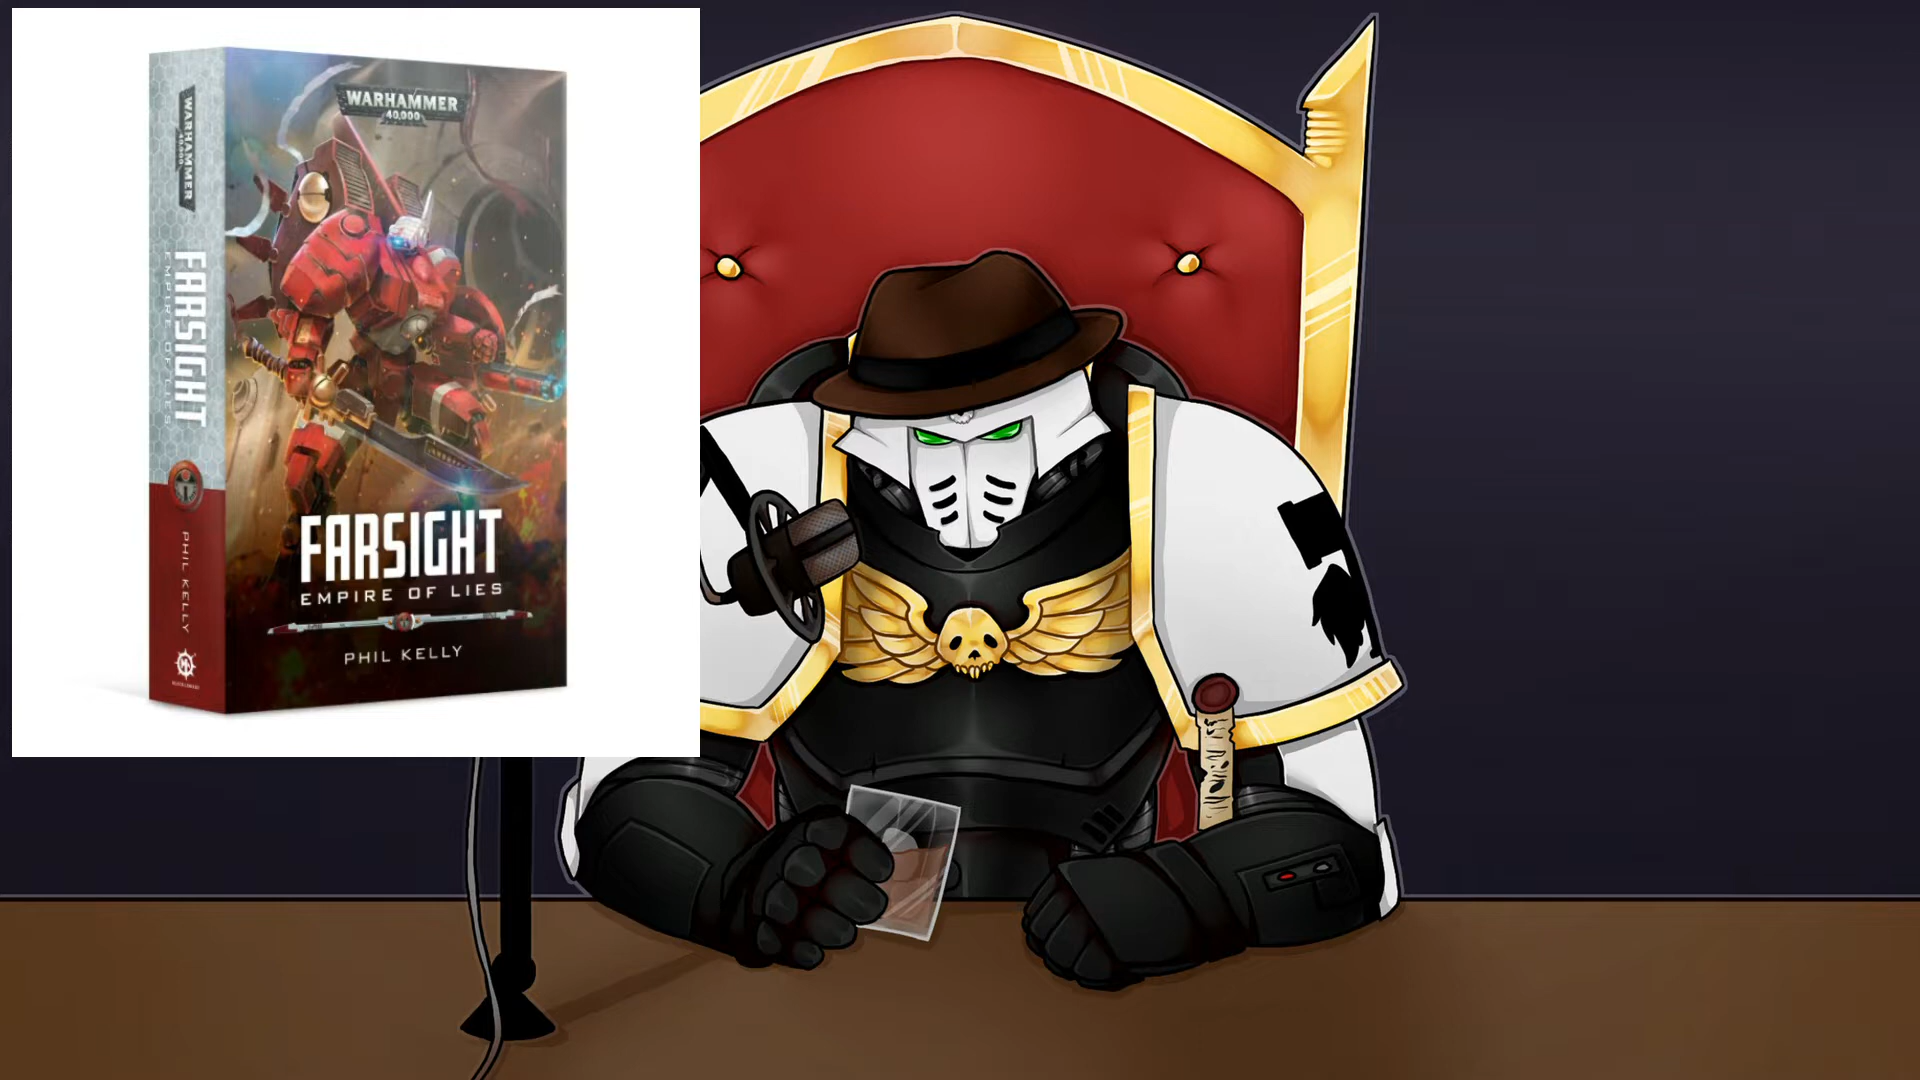 WARHAMMER
40,000
FARSIGHT
EMPIRE OF LIES
PHIL KELLY
WARHAMMER
40,000
FARSIGHT
EMPIRE OF LIES
PHIL KELLY